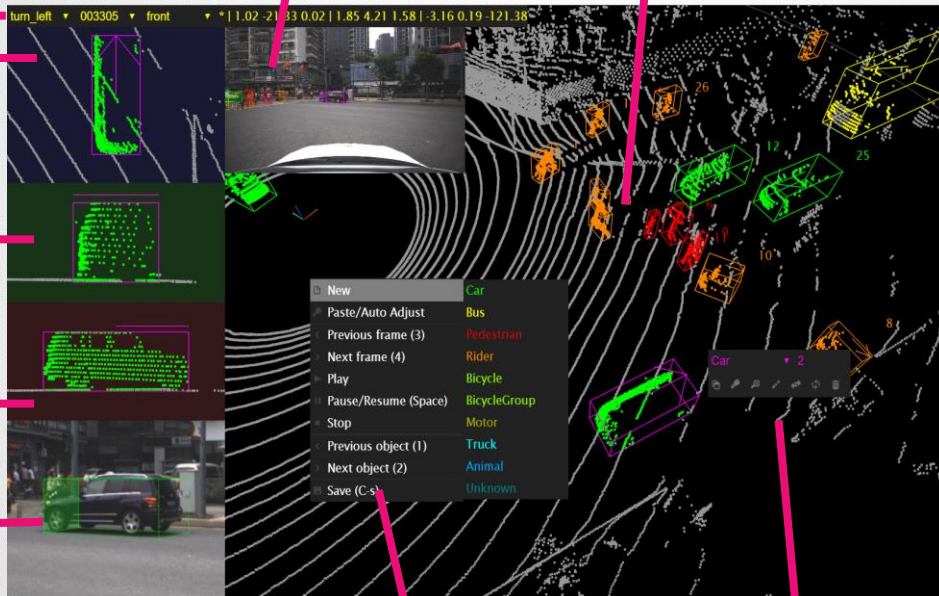 turn_left ▾ 003305 ▾ front ▾ * | 1.02 -21.33 0.02 | 1.85 4.21 1.58 | -3.16 0.19 -121.38
26
12
25
10
8
New
Paste/Auto Adjust
Previous frame (3)
Next frame (4)
Play
Pause/Resume (Space)
Stop
Previous object (1)
Next object (2)
Save (C-s)
Car
Bus
Pedestrian
Rider
Bicycle
BicycleGroup
Motor
Truck
Animal
Unknown
Car ▾ 2